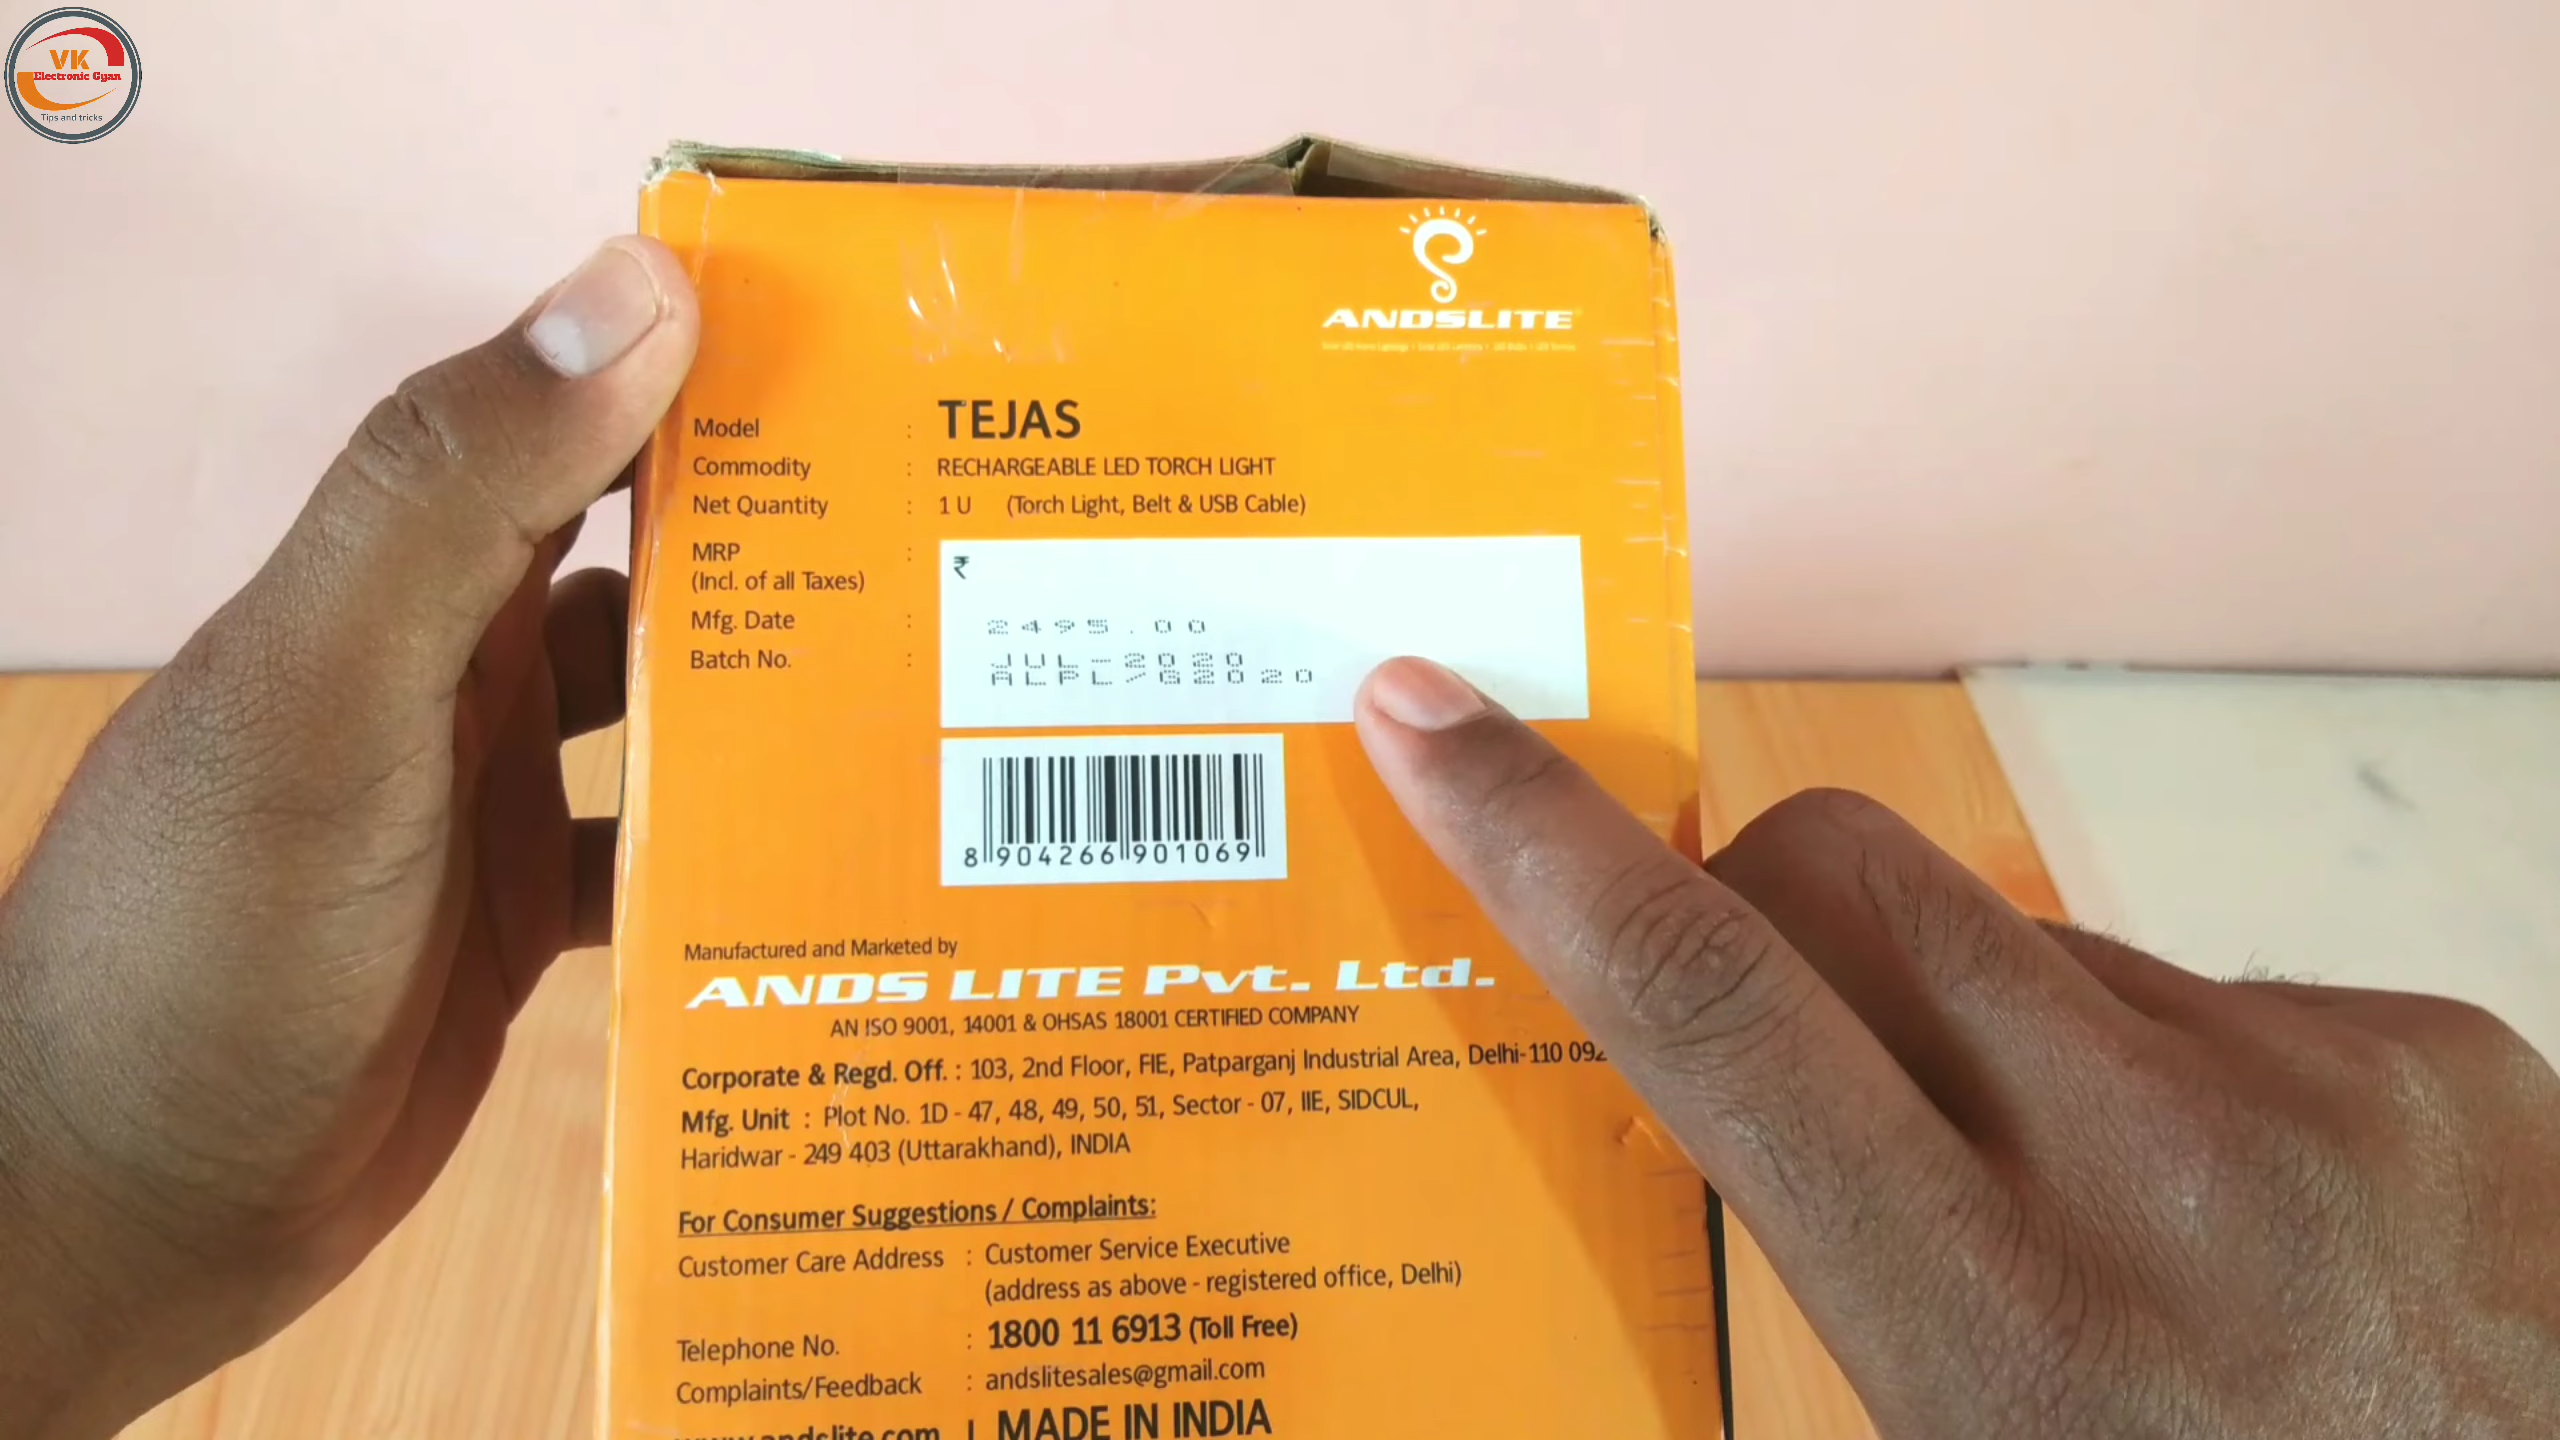 VK
Electronic Gyan
Tips and tricks
ANDSLITE
Model : TEJAS
Commodity : RECHARGEABLE LED TORCH LIGHT
Net Quantity : 1 U (Torch Light, Belt & USB Cable)
MRP : ₹
(Incl. of all Taxes)
2495.00
Mfg. Date : JUL-2020
Batch No. : ALPL/G2020
8 904266 901069
Manufactured and Marketed by
ANDS LITE Pvt. Ltd.
AN ISO 9001, 14001 & OHSAS 18001 CERTIFIED COMPANY
Corporate & Regd. Off. : 103, 2nd Floor, FIE, Patparganj Industrial Area, Delhi-110 092
Mfg. Unit : Plot No. 1D - 47, 48, 49, 50, 51, Sector - 07, IIE, SIDCUL,
Haridwar - 249 403 (Uttarakhand), INDIA
For Consumer Suggestions / Complaints:
Customer Care Address : Customer Service Executive
(address as above - registered office, Delhi)
Telephone No. : 1800 11 6913 (Toll Free)
Complaints/Feedback : andslitesales@gmail.com
www.andslite.com | MADE IN INDIA